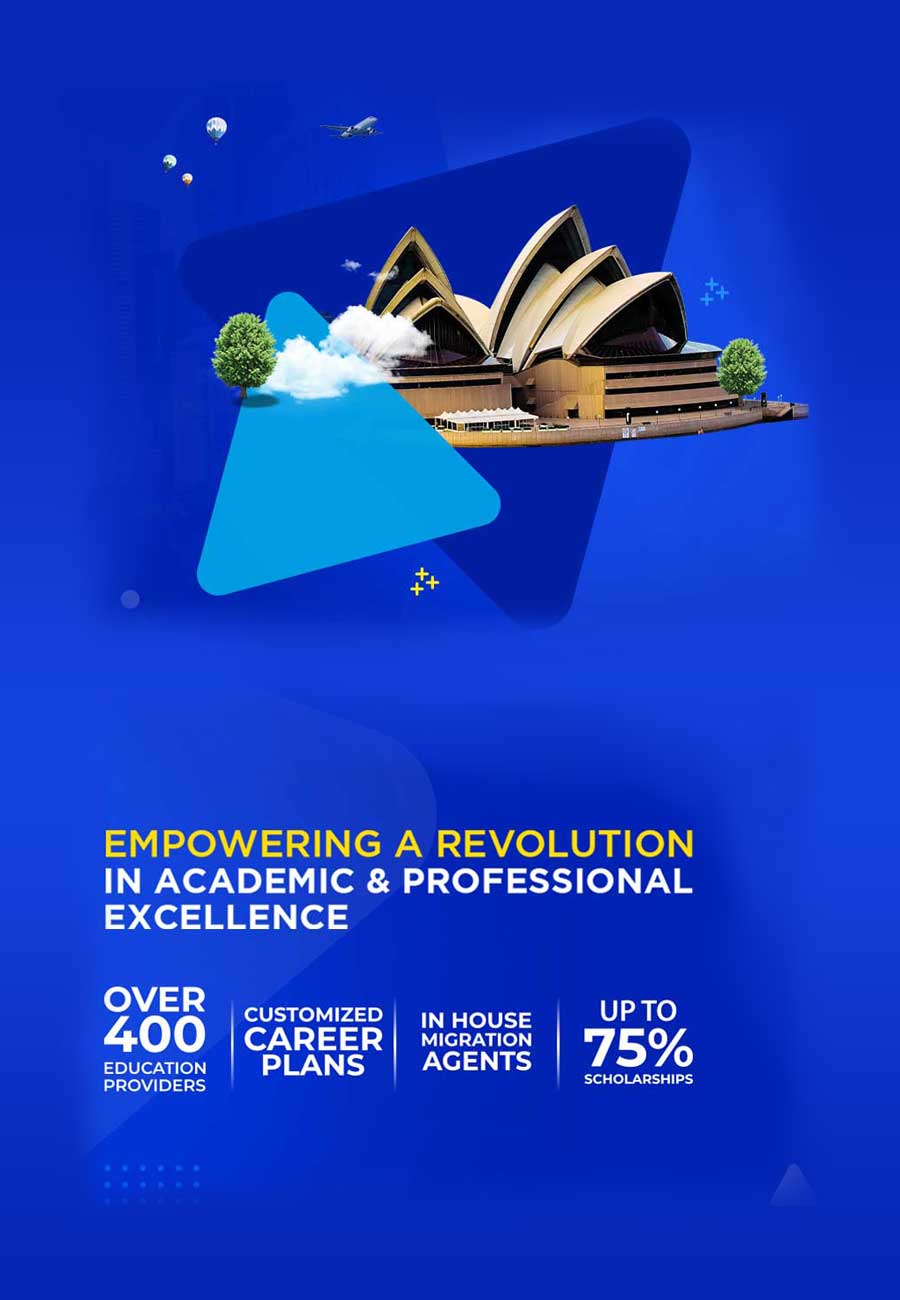 EMPOWERING A REVOLUTION
IN ACADEMIC & PROFESSIONAL
EXCELLENCE
OVER
400
EDUCATION
PROVIDERS
CUSTOMIZED
CAREER
PLANS
IN HOUSE
MIGRATION
AGENTS
UP TO
75%
SCHOLARSHIPS